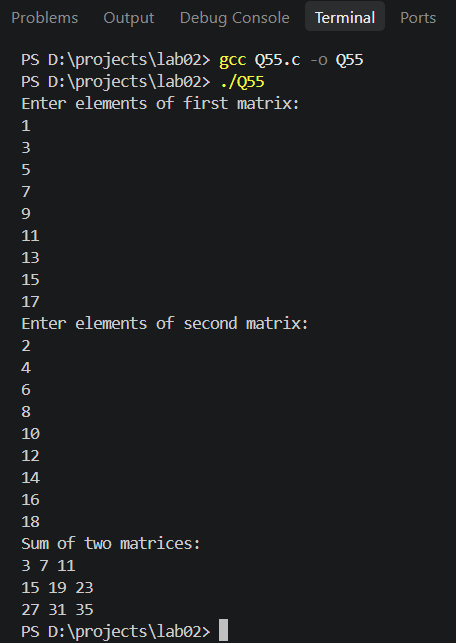 Problems Output Debug Console Terminal Ports
PS D:\projects\lab02> gcc Q55.c -o Q55
PS D:\projects\lab02> ./Q55
Enter elements of first matrix:
1
3
5
7
9
11
13
15
17
Enter elements of second matrix:
2
4
6
8
10
12
14
16
18
Sum of two matrices:
3 7 11
15 19 23
27 31 35
PS D:\projects\lab02>